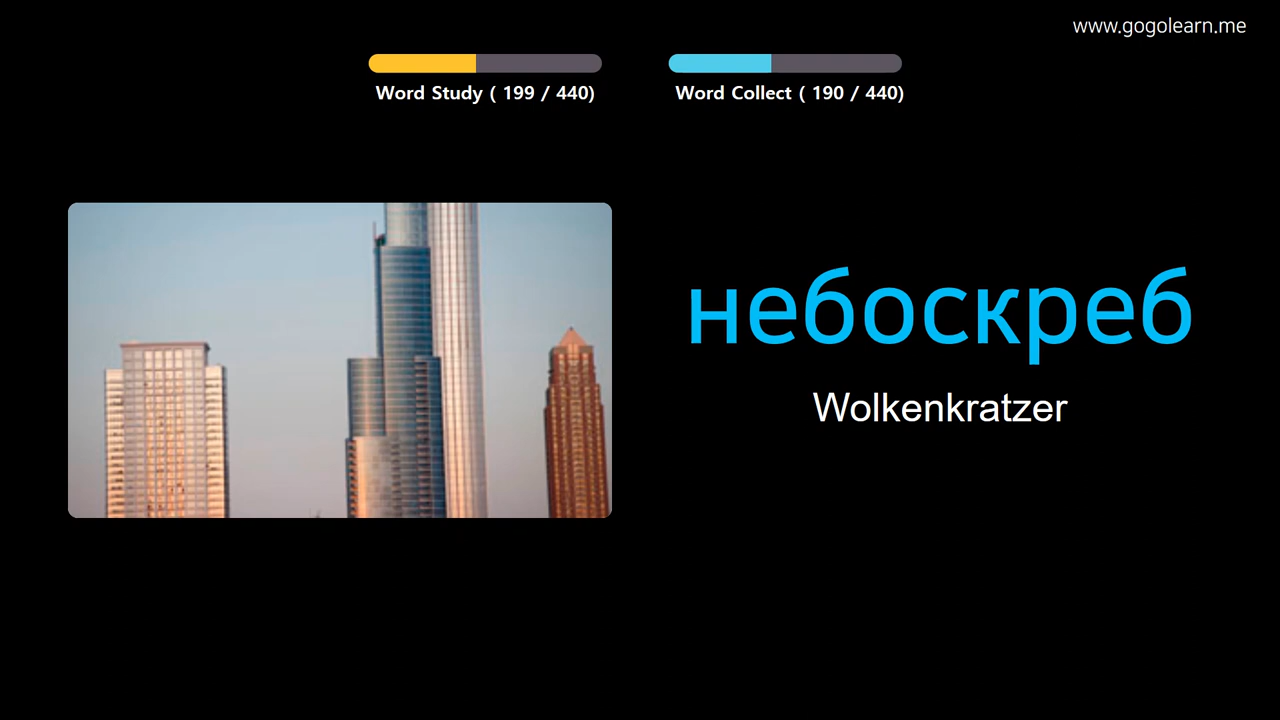 www.gogolearn.me
Word Study ( 199 / 440)
Word Collect ( 190 / 440)
небоскреб
Wolkenkratzer